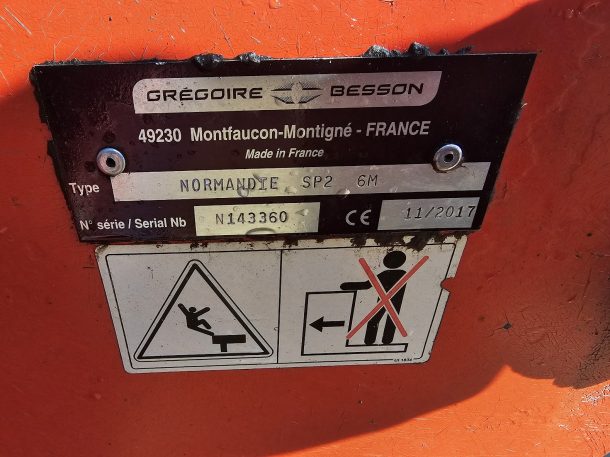 GRÉGOIRE BESSON
49230 Montfaucon-Montigné - FRANCE
Made in France
Type NORMANDIE SP2 6M
N° série / Serial Nb N143360 CE 11/2017